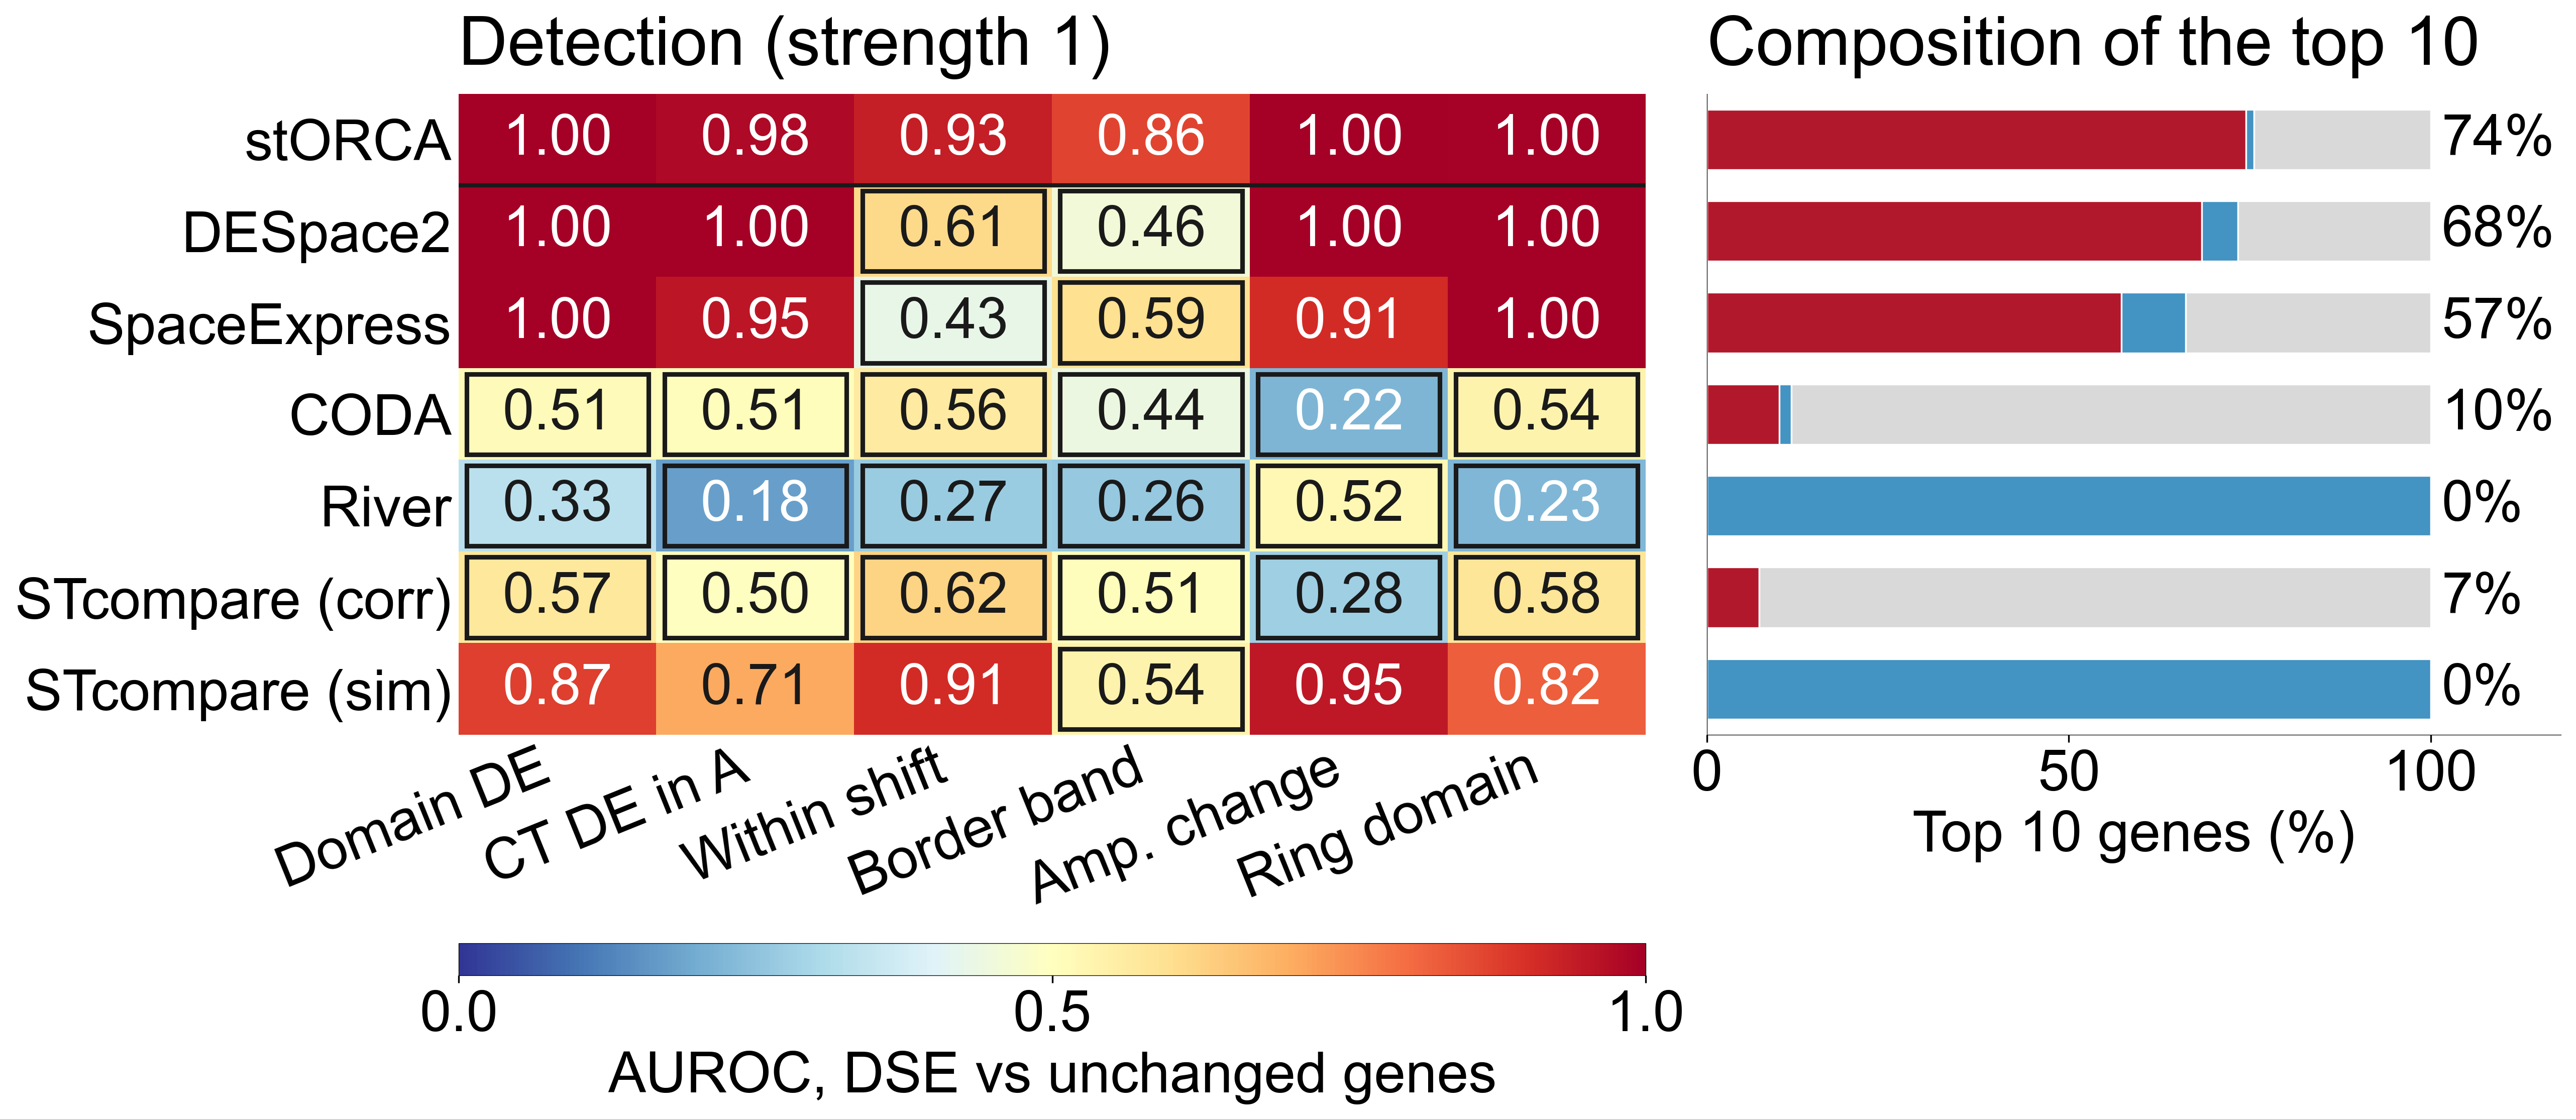 Detection (strength 1)
Composition of the top 10
stORCA 1.00 0.98 0.93 0.86 1.00 1.00 74%
DESpace2 1.00 1.00 0.61 0.46 1.00 1.00 68%
SpaceExpress 1.00 0.95 0.43 0.59 0.91 1.00 57%
CODA 0.51 0.51 0.56 0.44 0.22 0.54 10%
River 0.33 0.18 0.27 0.26 0.52 0.23 0%
STcompare (corr) 0.57 0.50 0.62 0.51 0.28 0.58 7%
STcompare (sim) 0.87 0.71 0.91 0.54 0.95 0.82 0%
Domain DE
CT DE in A
Within shift
Border band
Amp. change
Ring domain
0 50 100
Top 10 genes (%)
0.0 0.5 1.0
AUROC, DSE vs unchanged genes